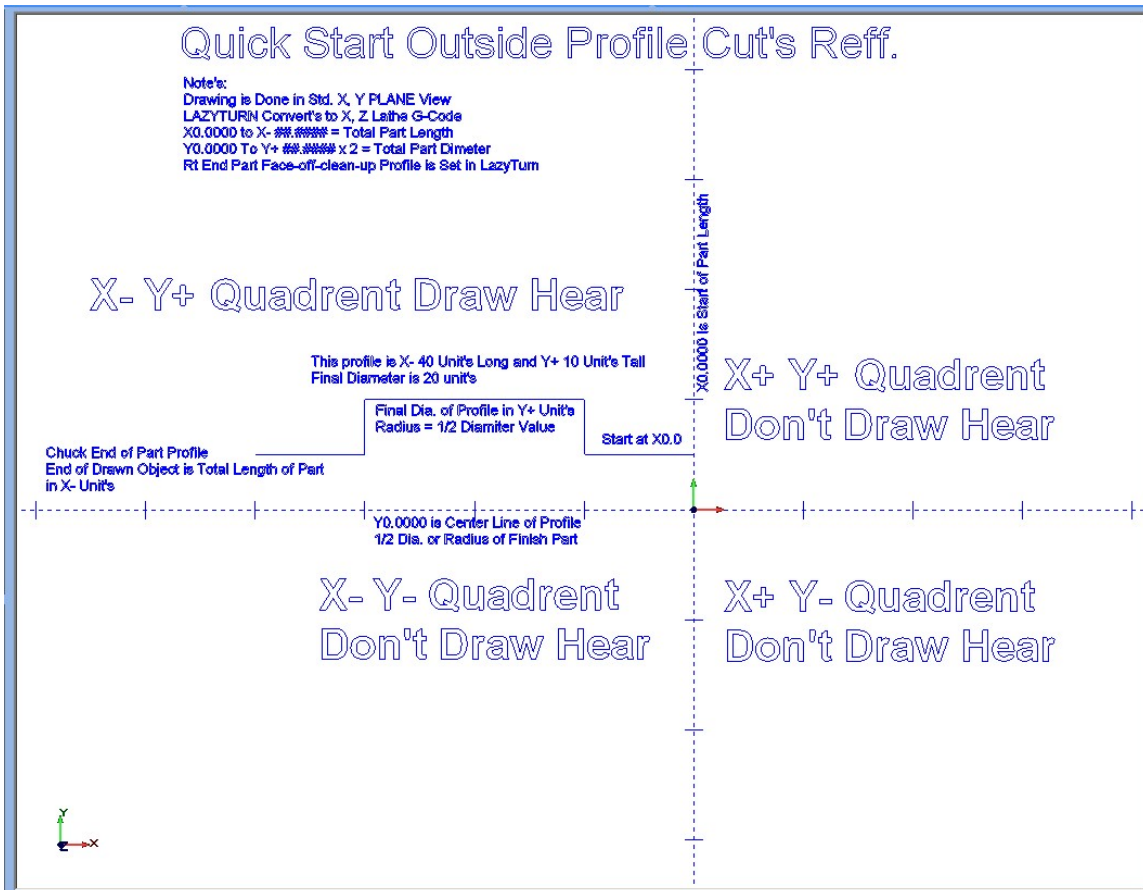 Quick Start Outside Profile Cut's Reff.
Note's:
Drawing is Done in Std. X, Y PLANE View
LAZYTURN Convert's to X, Z Lathe G-Code
X0.0000 to X- ##.#### = Total Part Length
Y0.0000 To Y+ ##.#### x 2 = Total Part Dimeter
Rt End Part Face-off-clean-up Profile is Set in LazyTurn
X0.0000 is Start of Part Length
X- Y+ Quadrent Draw Hear
This profile is X- 40 Unit's Long and Y+ 10 Unit's Tall
Final Diameter is 20 unit's
X+ Y+ Quadrent
Don't Draw Hear
Final Dia. of Profile in Y+ Unit's
Radius = 1/2 Diamiter Value
Start at X0.0
Chuck End of Part Profile
End of Drawn Object is Total Length of Part
in X- Unit's
Y0.0000 is Center Line of Profile
1/2 Dia. or Radius of Finish Part
X- Y- Quadrent
Don't Draw Hear
X+ Y- Quadrent
Don't Draw Hear
Y
Z
X